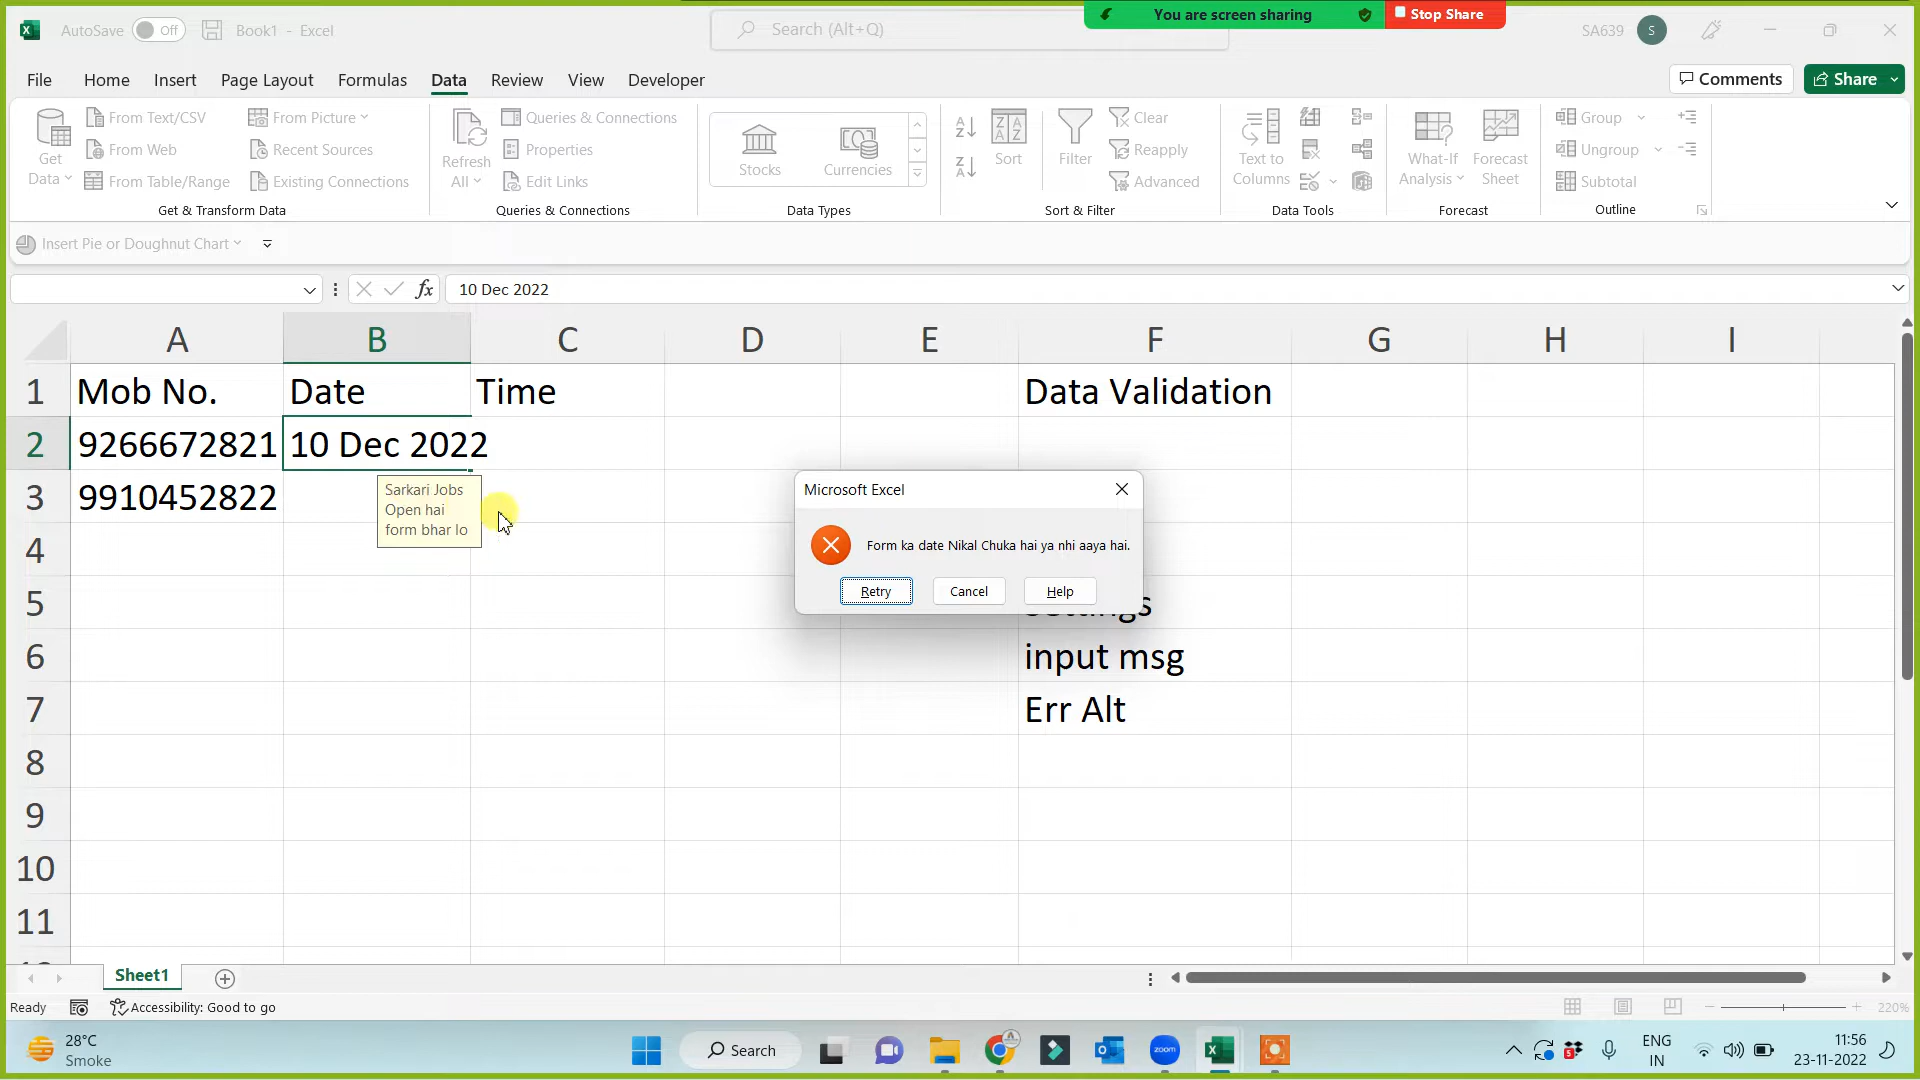 AutoSave Off Book1 - Excel Search (Alt+Q) You are screen sharing Stop Share SA639 S
File Home Insert Page Layout Formulas Data Review View Developer Comments Share
Get Data
From Text/CSV
From Web
From Table/Range
From Picture
Recent Sources
Existing Connections
Get & Transform Data
Refresh All
Queries & Connections
Properties
Edit Links
Queries & Connections
Stocks Currencies
Data Types
Sort
Filter
Clear
Reapply
Advanced
Sort & Filter
Text to Columns
Data Tools
What-If Analysis
Forecast Sheet
Forecast
Group
Ungroup
Subtotal
Outline
Insert Pie or Doughnut Chart
fx 10 Dec 2022
A B C D E F G H I
1 Mob No. Date Time Data Validation
2 9266672821 10 Dec 2022
3 9910452822
Sarkari Jobs
Open hai
form bhar lo
Microsoft Excel
Form ka date Nikal Chuka hai ya nhi aaya hai.
Retry Cancel Help
4
5
6 input msg
7 Err Alt
8
9
10
11
Sheet1
Ready Accessibility: Good to go 220%
28°C
Smoke
Search
zoom
ENG
IN
11:56
23-11-2022